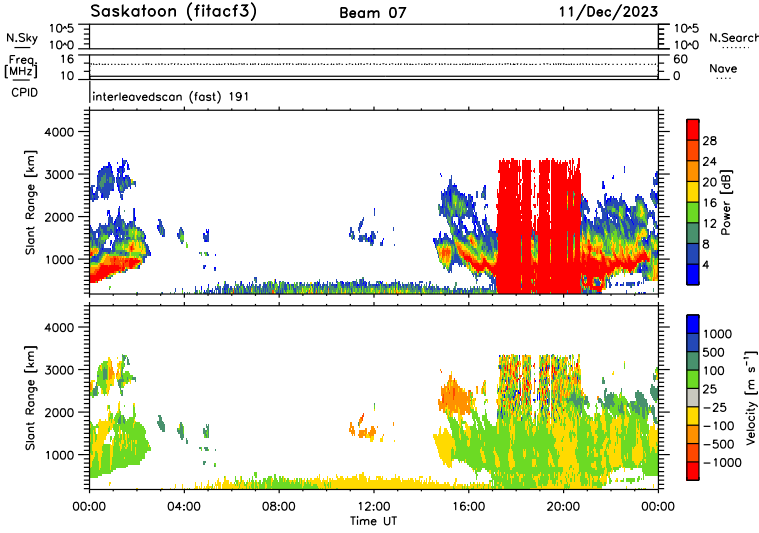 Saskatoon (fitacf3) Beam 07 11/Dec/2023
N.Sky 10^5 10^0 10^5 10^0 N.Search
Freq. [MHz] 16 10 60 0 Nave
CPID interleavedscan (fast) 191
Slant Range [km]
4000
3000
2000
1000
Power [dB]
28
24
20
16
12
8
4
Slant Range [km]
4000
3000
2000
1000
Velocity [m s⁻¹]
1000
500
100
25
−25
−100
−500
−1000
00:00 04:00 08:00 12:00 16:00 20:00 00:00
Time UT